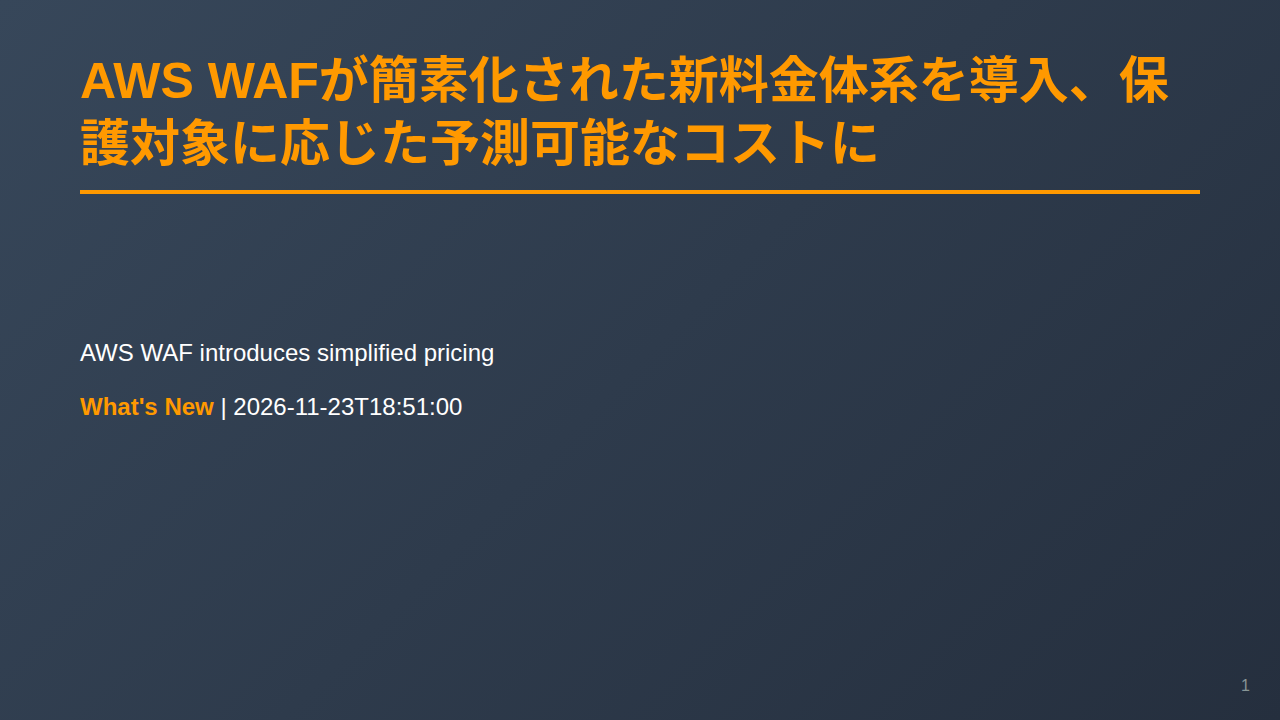 AWS WAFが簡素化された新料金体系を導入、保
護対象に応じた予測可能なコストに
AWS WAF introduces simplified pricing
What's New | 2026-11-23T18:51:00
1